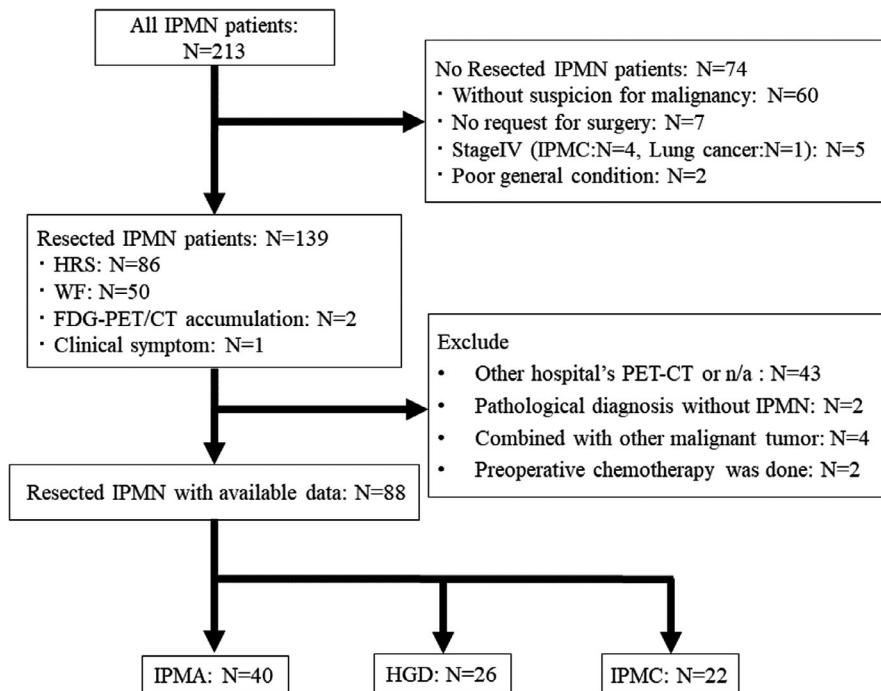 All IPMN patients:
N=213
No Resected IPMN patients: N=74
・Without suspicion for malignancy: N=60
・No request for surgery: N=7
・StageIV (IPMC:N=4, Lung cancer:N=1): N=5
・Poor general condition: N=2
Resected IPMN patients: N=139
・HRS: N=86
・WF: N=50
・FDG-PET/CT accumulation: N=2
・Clinical symptom: N=1
Exclude
• Other hospital’s PET-CT or n/a : N=43
• Pathological diagnosis without IPMN: N=2
• Combined with other malignant tumor: N=4
• Preoperative chemotherapy was done: N=2
Resected IPMN with available data: N=88
IPMA: N=40
HGD: N=26
IPMC: N=22